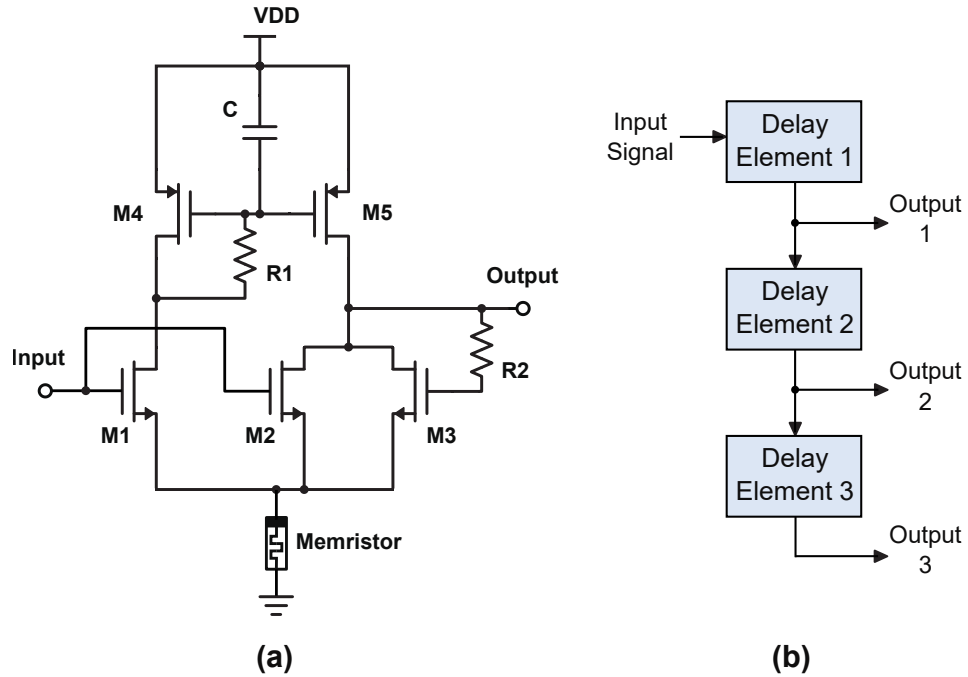 VDD
C
M4
M5
R1
Output
Input
R2
M1
M2
M3
Memristor
(a)
Input
Signal
Delay
Element 1
Output
1
Delay
Element 2
Output
2
Delay
Element 3
Output
3
(b)